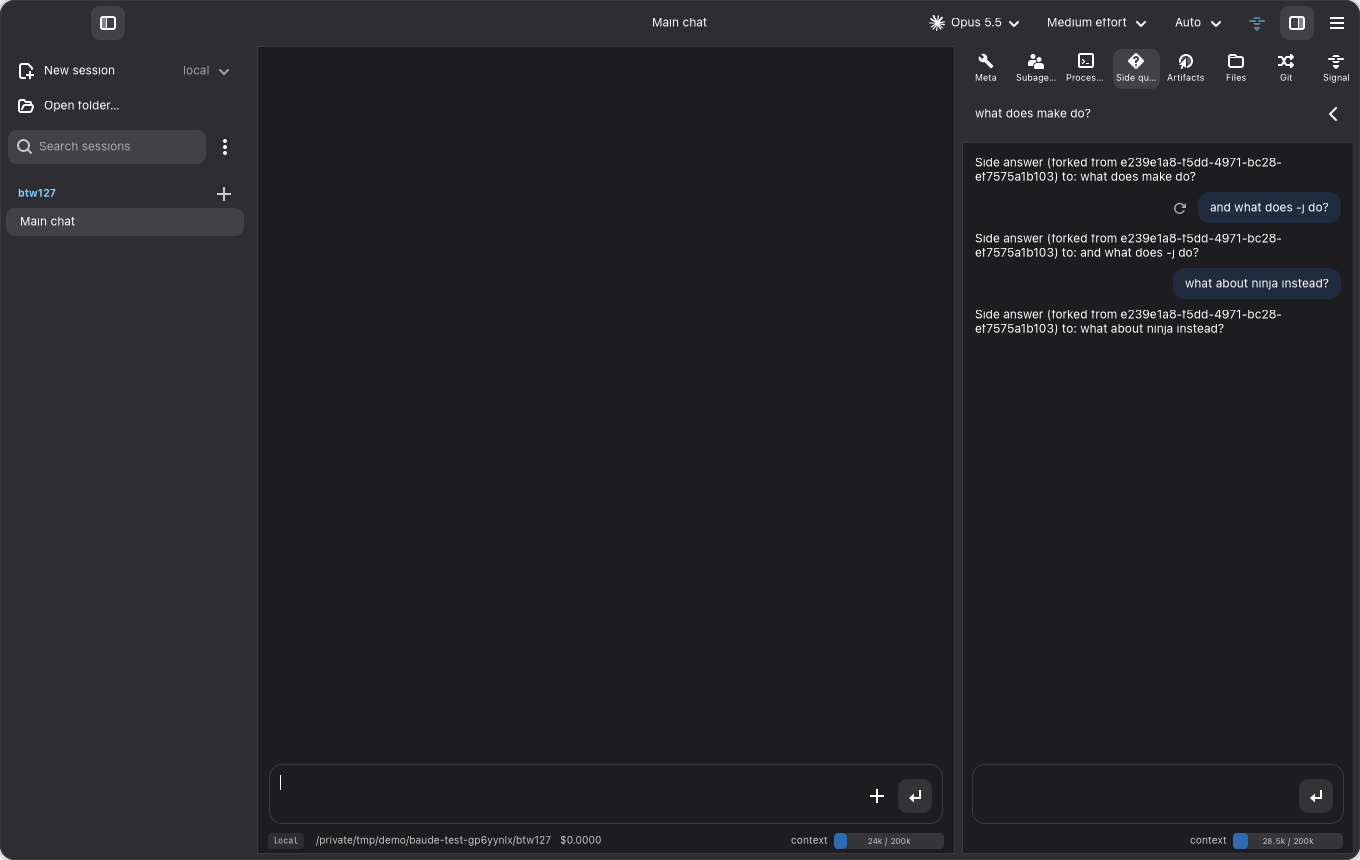 Main chat
Opus 5.5
Medium effort
Auto
New session
local
Open folder...
Search sessions
btw127
Main chat
Meta
Subage...
Proces...
Side qu...
Artifacts
Files
Git
Signal
what does make do?
Side answer (forked from e239e1a8-f5dd-4971-bc28-
ef7575a1b103) to: what does make do?
and what does -j do?
Side answer (forked from e239e1a8-f5dd-4971-bc28-
ef7575a1b103) to: and what does -j do?
what about ninja instead?
Side answer (forked from e239e1a8-f5dd-4971-bc28-
ef7575a1b103) to: what about ninja instead?
local
/private/tmp/demo/baude-test-gp6yynlx/btw127
$0.0000
context
24k / 200k
context
28.5k / 200k